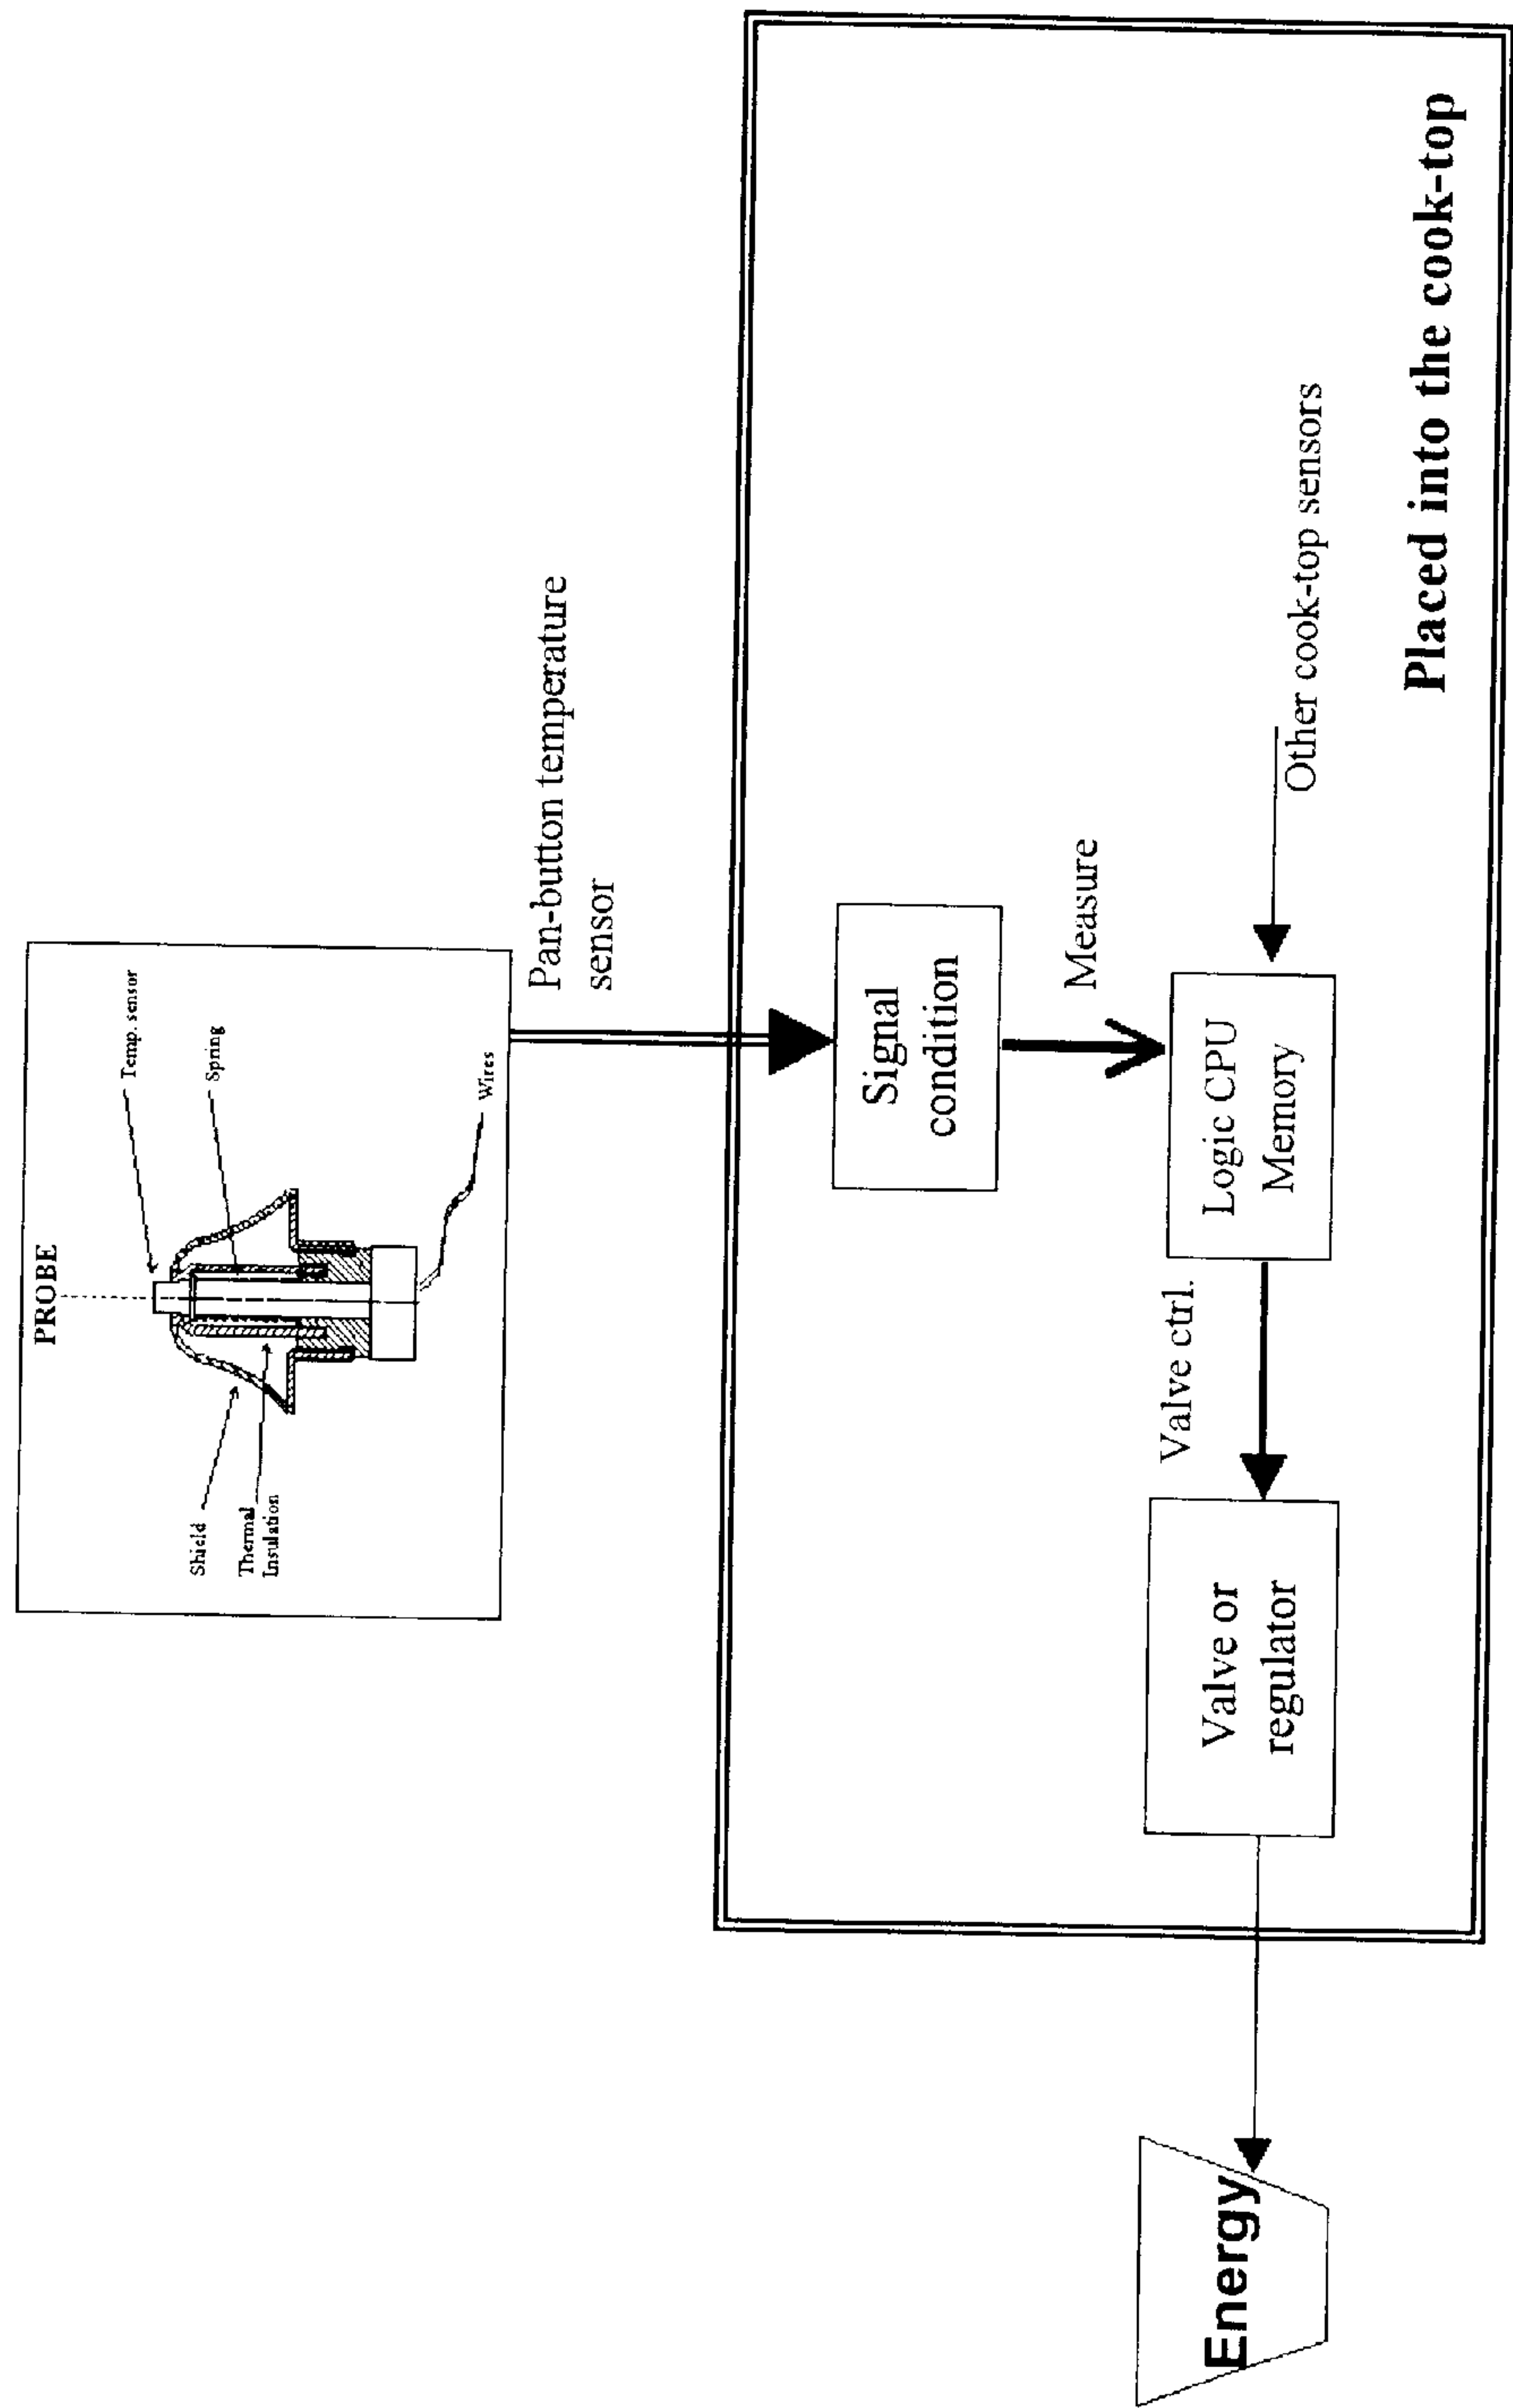 PROBE
Temp. sensor
Spring
Shield
Thermal
Insulation
Wires
Pan-button temperature
sensor
Signal
condition
Measure
Valve ctrl.
Logic CPU
Memory
Other cook-top sensors
Valve or
regulator
Energy
Placed into the cook-top